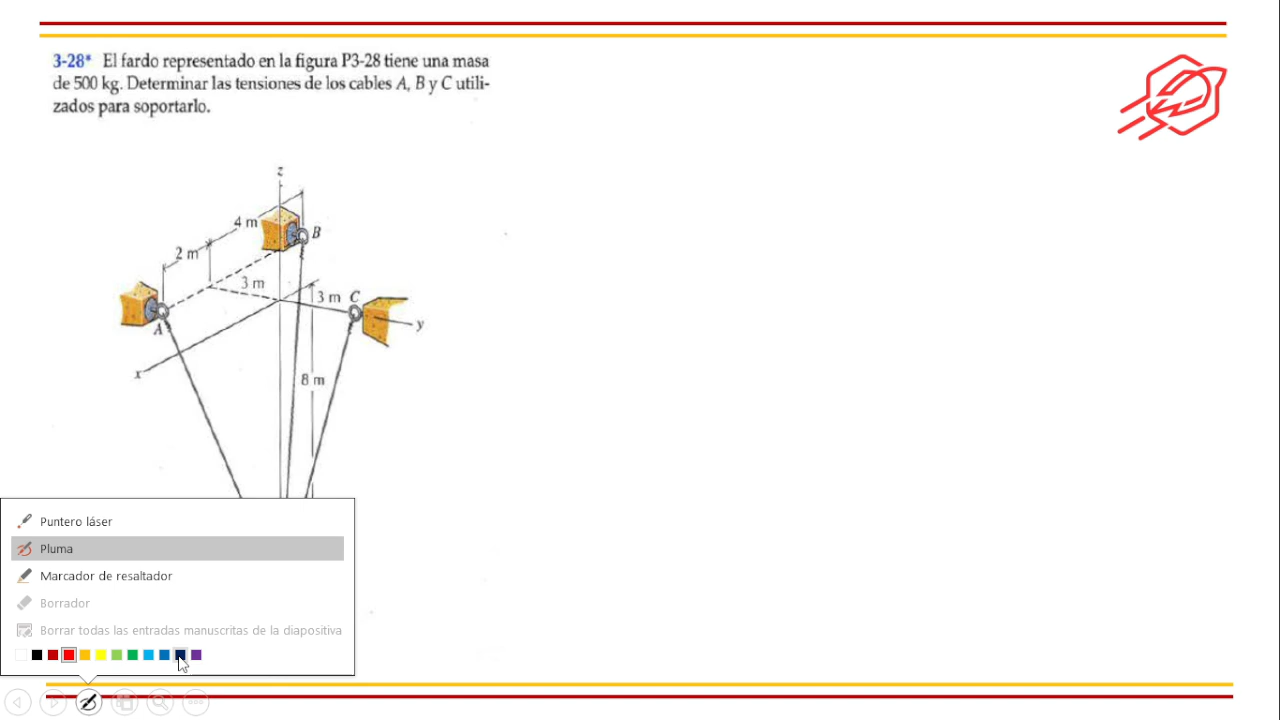 3-28* El fardo representado en la figura P3-28 tiene una masa
de 500 kg. Determinar las tensiones de los cables A, B y C utili-
zados para soportarlo.
z
4 m
B
2 m
3 m
3 m C
A
y
x
8 m
Puntero láser
Pluma
Marcador de resaltador
Borrador
Borrar todas las entradas manuscritas de la diapositiva